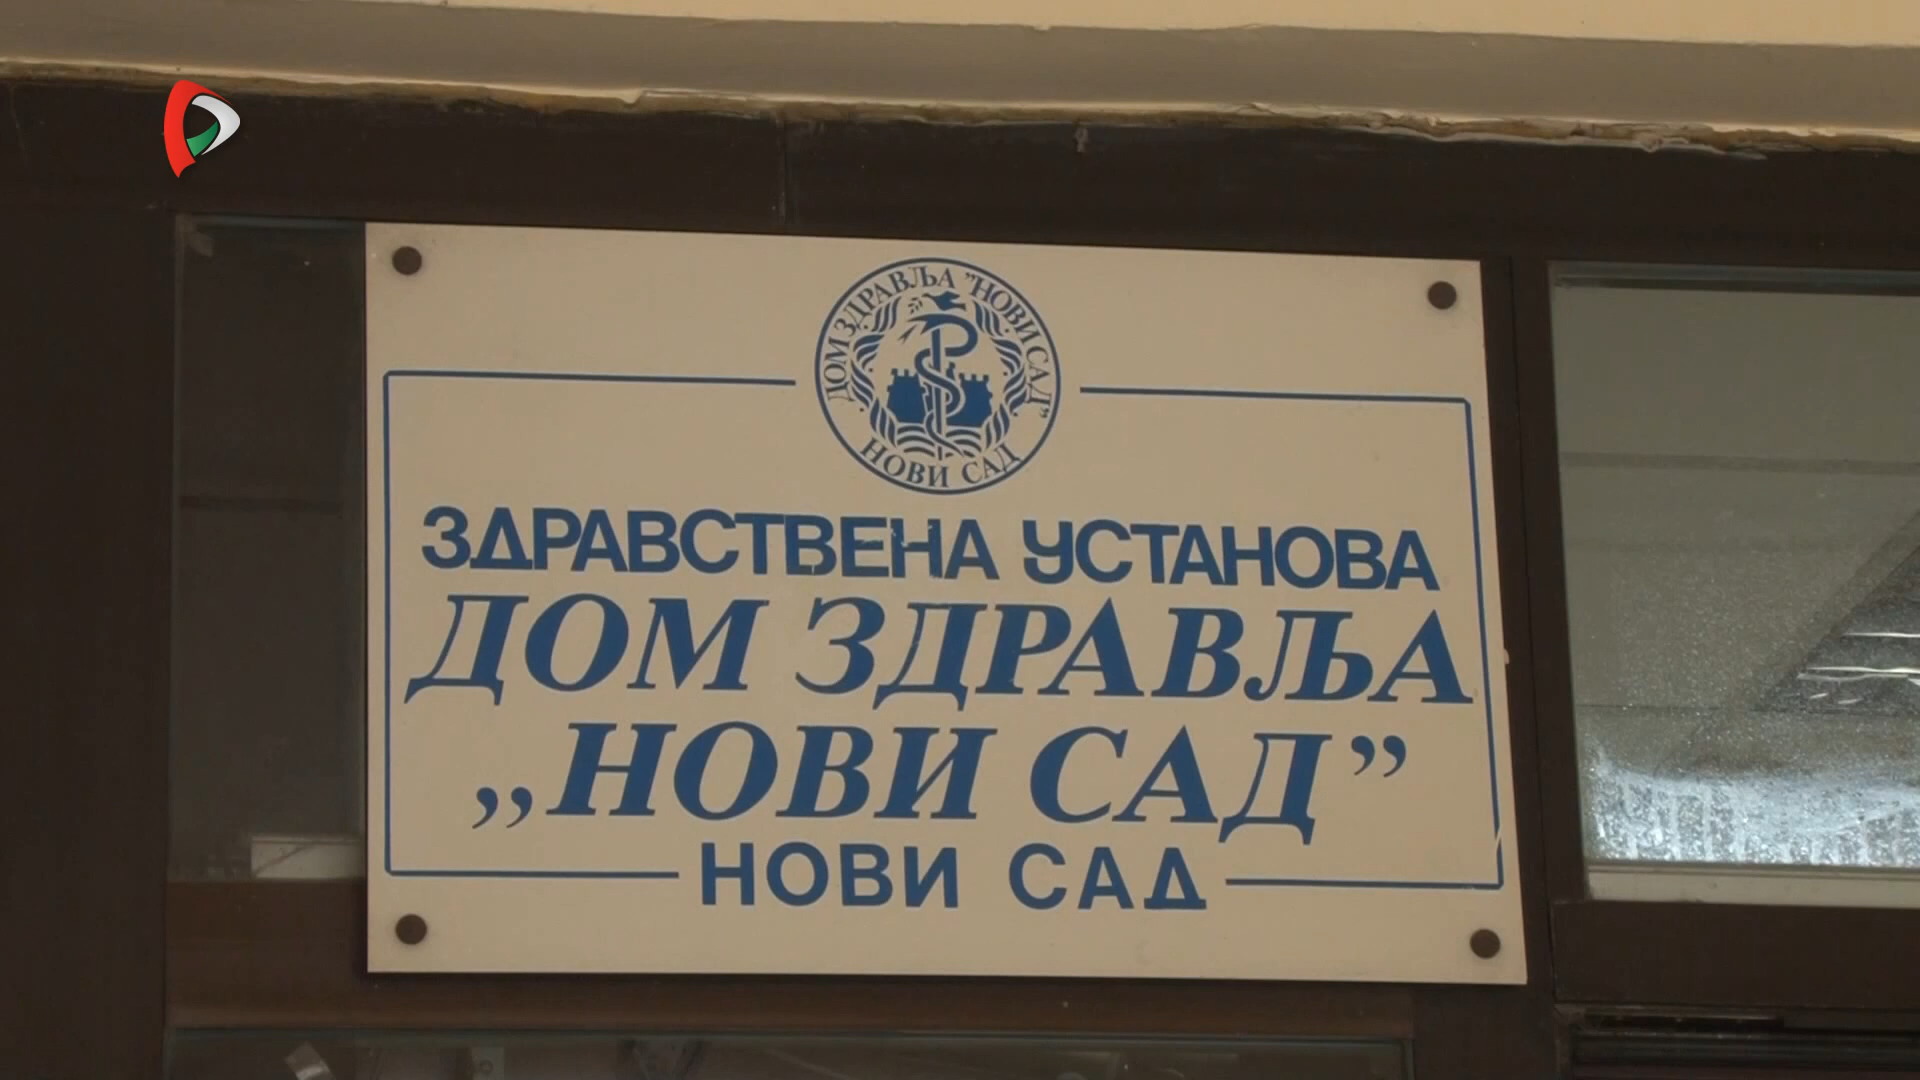 ДОМ ЗДРАВЉА "НОВИ САД"
НОВИ САД
ЗДРАВСТВЕНА УСТАНОВА
ДОМ ЗДРАВЉА
„НОВИ САД”
НОВИ САД